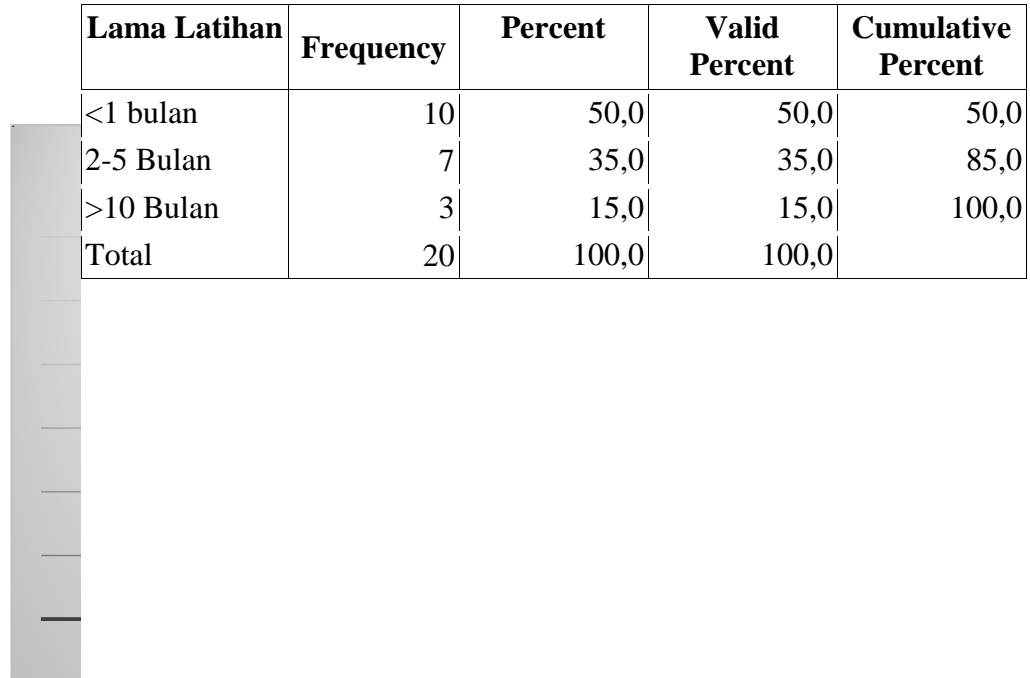 Lama Latihan Frequency Percent Valid Percent Cumulative Percent
<1 bulan 10 50,0 50,0 50,0
2-5 Bulan 7 35,0 35,0 85,0
>10 Bulan 3 15,0 15,0 100,0
Total 20 100,0 100,0